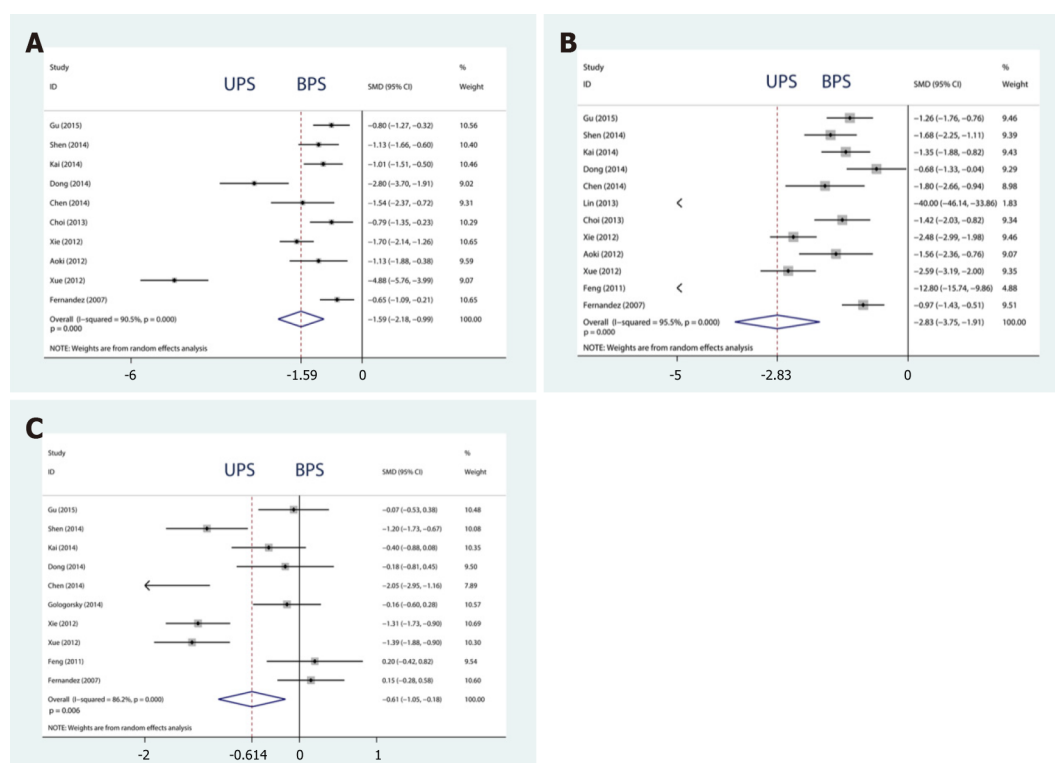 A
Study %
ID UPS BPS SMD (95% CI) Weight
Gu (2015) −0.80 (−1.27, −0.32) 10.56
Shen (2014) −1.13 (−1.66, −0.60) 10.40
Kai (2014) −1.01 (−1.51, −0.50) 10.46
Dong (2014) −2.80 (−3.70, −1.91) 9.02
Chen (2014) −1.54 (−2.37, −0.72) 9.31
Choi (2013) −0.79 (−1.35, −0.23) 10.29
Xie (2012) −1.70 (−2.14, −1.26) 10.65
Aoki (2012) −1.13 (−1.88, −0.38) 9.59
Xue (2012) −4.88 (−5.76, −3.99) 9.07
Fernandez (2007) −0.65 (−1.09, −0.21) 10.65
Overall (I−squared = 90.5%, p = 0.000) −1.59 (−2.18, −0.99) 100.00
p = 0.000
NOTE: Weights are from random effects analysis
-6 -1.59 0
B
Study %
ID UPS BPS SMD (95% CI) Weight
Gu (2015) −1.26 (−1.76, −0.76) 9.46
Shen (2014) −1.68 (−2.25, −1.11) 9.39
Kai (2014) −1.35 (−1.88, −0.82) 9.43
Dong (2014) −0.68 (−1.33, −0.04) 9.29
Chen (2014) −1.80 (−2.66, −0.94) 8.98
Lin (2013) −40.00 (−46.14, −33.86) 1.83
Choi (2013) −1.42 (−2.03, −0.82) 9.34
Xie (2012) −2.48 (−2.99, −1.98) 9.46
Aoki (2012) −1.56 (−2.36, −0.76) 9.07
Xue (2012) −2.59 (−3.19, −2.00) 9.35
Feng (2011) −12.80 (−15.74, −9.86) 4.88
Fernandez (2007) −0.97 (−1.43, −0.51) 9.51
Overall (I−squared = 95.5%, p = 0.000) −2.83 (−3.75, −1.91) 100.00
p = 0.000
NOTE: Weights are from random effects analysis
-5 -2.83 0
C
Study %
ID UPS BPS SMD (95% CI) Weight
Gu (2015) −0.07 (−0.53, 0.38) 10.48
Shen (2014) −1.20 (−1.73, −0.67) 10.08
Kai (2014) −0.40 (−0.88, 0.08) 10.35
Dong (2014) −0.18 (−0.81, 0.45) 9.50
Chen (2014) −2.05 (−2.95, −1.16) 7.89
Gologorsky (2014) −0.16 (−0.60, 0.28) 10.57
Xie (2012) −1.31 (−1.73, −0.90) 10.69
Xue (2012) −1.39 (−1.88, −0.90) 10.30
Feng (2011) 0.20 (−0.42, 0.82) 9.54
Fernandez (2007) 0.15 (−0.28, 0.58) 10.60
Overall (I−squared = 86.2%, p = 0.000) −0.61 (−1.05, −0.18) 100.00
p = 0.006
NOTE: Weights are from random effects analysis
-2 -0.614 0 1